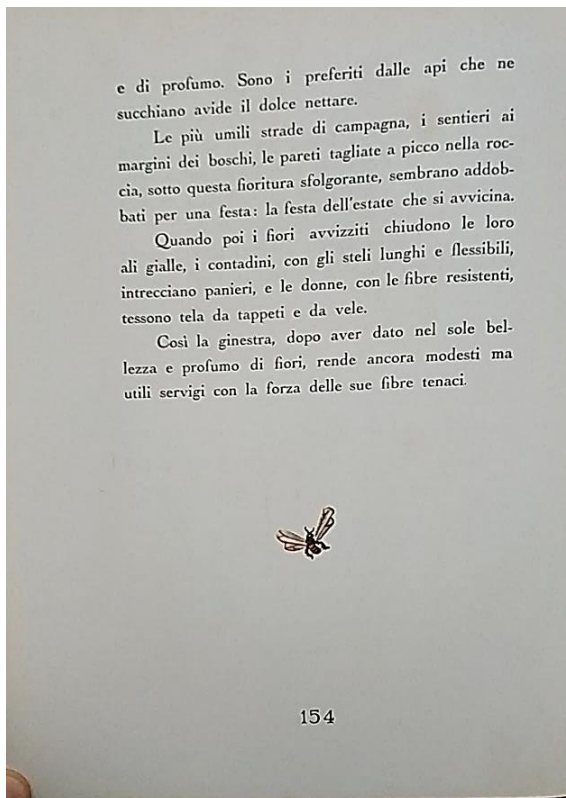 e di profumo. Sono i preferiti dalle api che ne
succhiano avide il dolce nettare.
Le più umili strade di campagna, i sentieri ai
margini dei boschi, le pareti tagliate a picco nella roc-
cia, sotto questa fioritura sfolgorante, sembrano addob-
bati per una festa: la festa dell'estate che si avvicina.
Quando poi i fiori avvizziti chiudono le loro
ali gialle, i contadini, con gli steli lunghi e flessibili,
intrecciano panieri, e le donne, con le fibre resistenti,
tessono tela da tappeti e da vele.
Così la ginestra, dopo aver dato nel sole bel-
lezza e profumo di fiori, rende ancora modesti ma
utili servigi con la forza delle sue fibre tenaci.
154